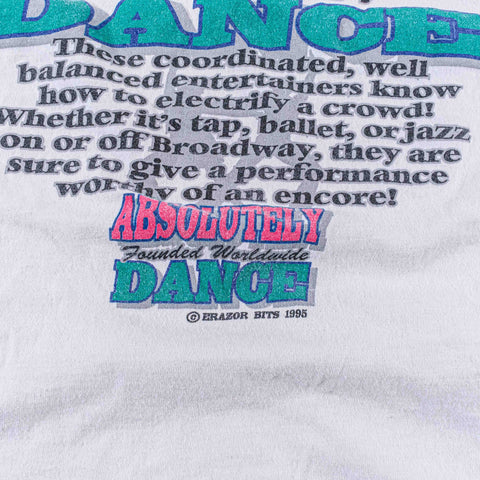 DANCE
These coordinated, well
balanced entertainers know
how to electrify a crowd!
Whether it's tap, ballet, or jazz
on or off Broadway, they are
sure to give a performance
worthy of an encore!
ABSOLUTELY
Founded Worldwide
DANCE
© ERAZOR BITS 1995